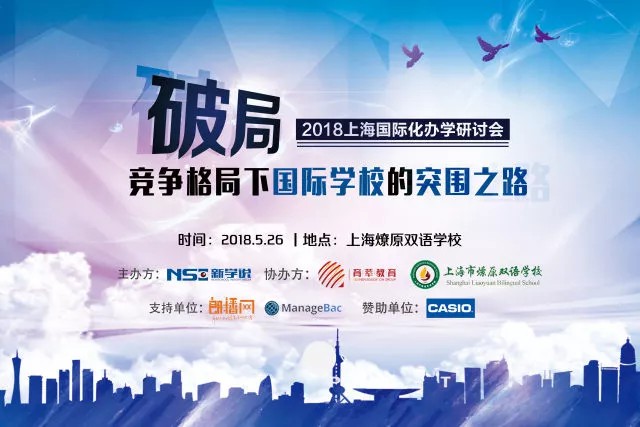 破局
2018上海国际化办学研讨会
竞争格局下国际学校的突围之路
时间：2018.5.26 | 地点：上海燎原双语学校
主办方： NSI 新学说 协办方： 育萃教育 上海市燎原双语学校
Shanghai Liaoyuan Bilingual School
支持单位： 朗播网 ManageBac 赞助单位： CASIO